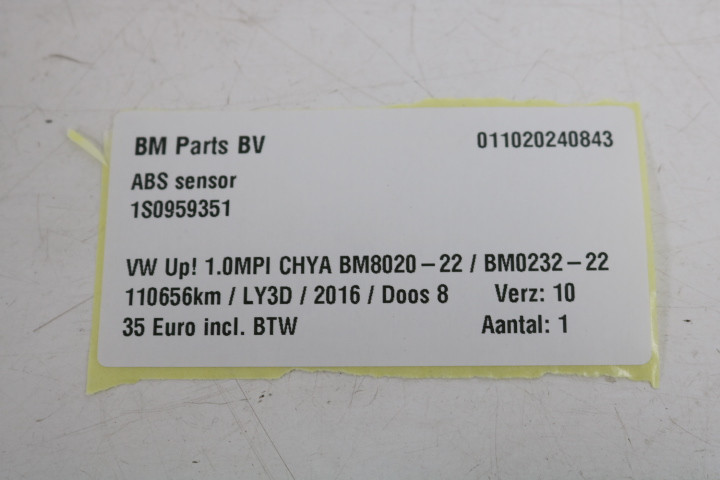 BM Parts BV 011020240843
ABS sensor
1S0959351
VW Up! 1.0MPI CHYA BM8020-22 / BM0232-22
110656km / LY3D / 2016 / Doos 8 Verz: 10
35 Euro incl. BTW Aantal: 1